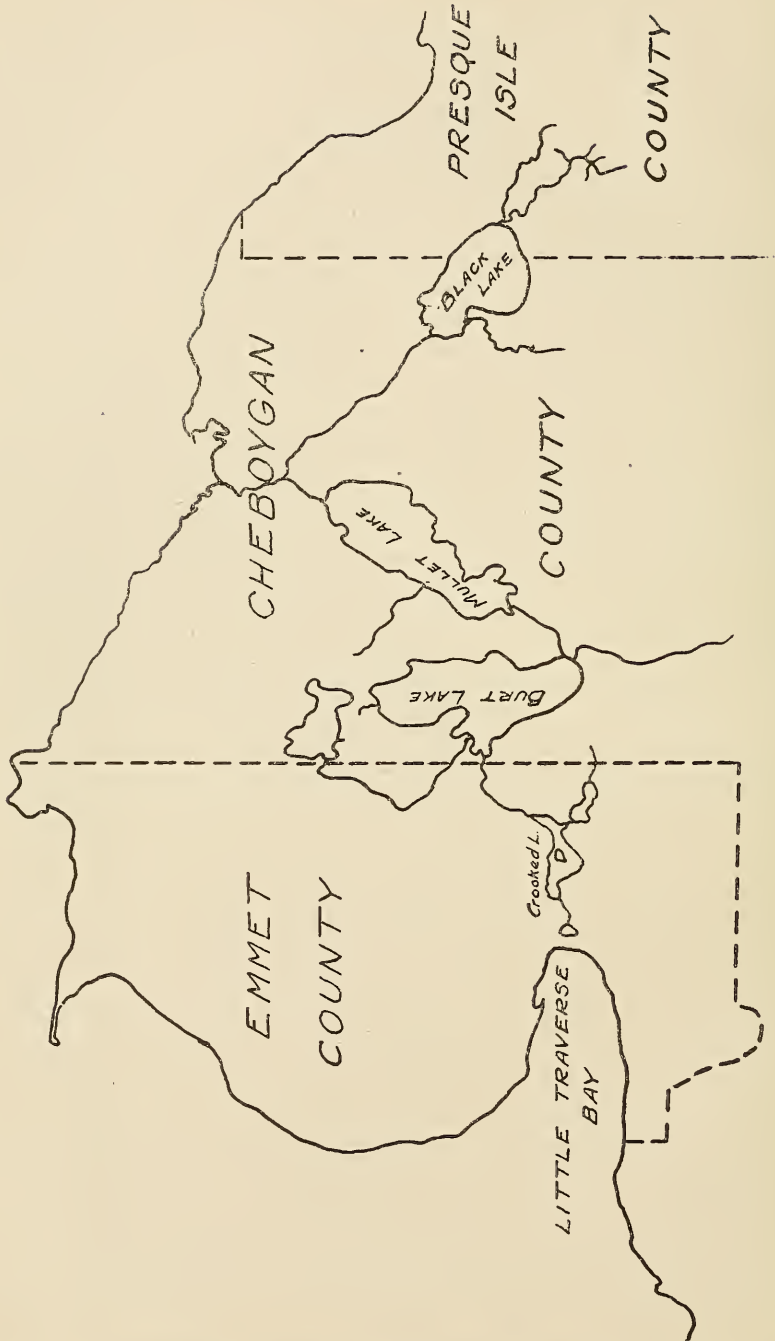 PRESQUE
ISLE
COUNTY
CHEBOYGAN
COUNTY
BLACK
LAKE
MULLET LAKE
BURT LAKE
EMMET
COUNTY
Crooked L.
LITTLE TRAVERSE
BAY